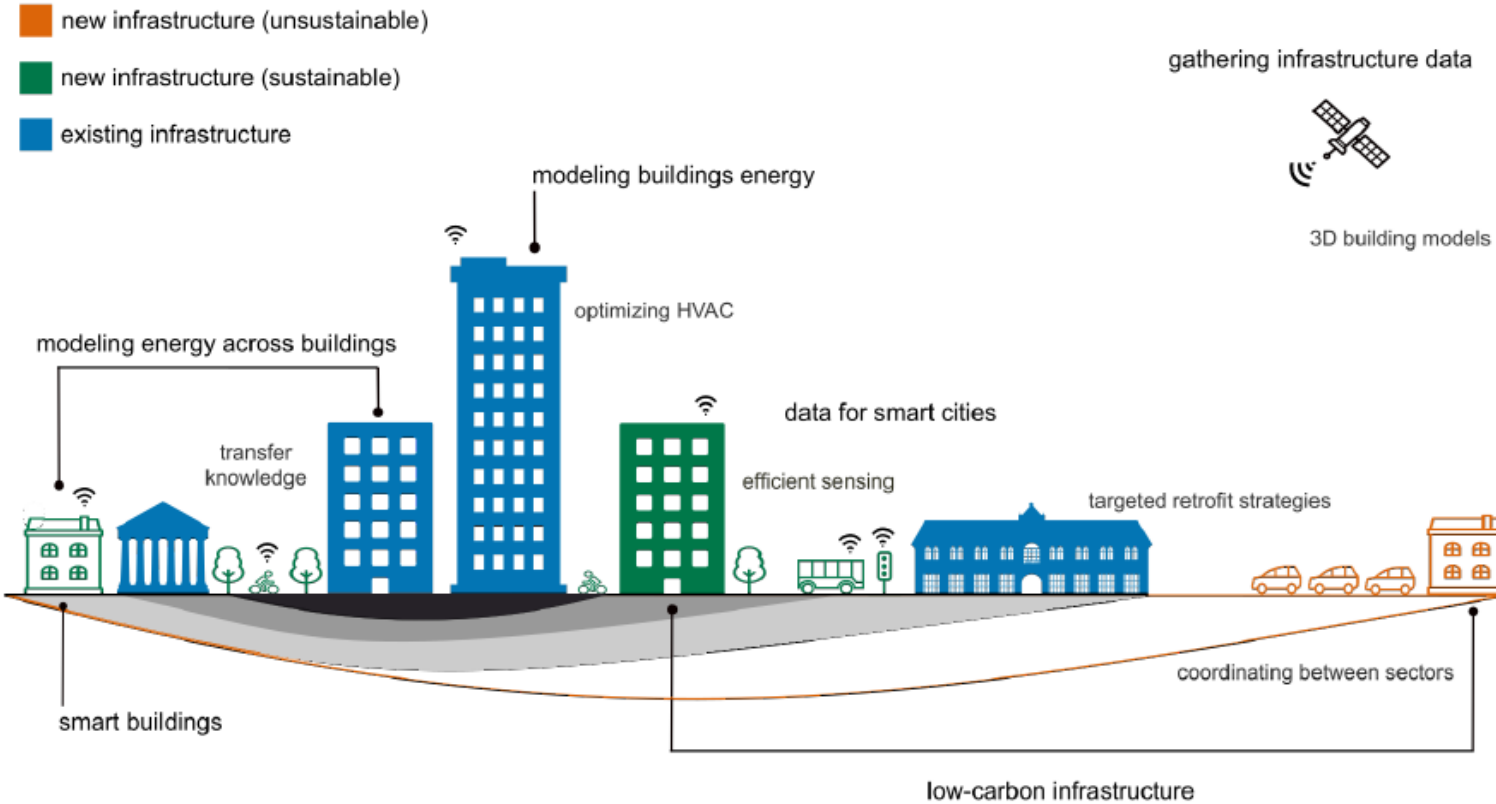 new infrastructure (unsustainable)
new infrastructure (sustainable)
existing infrastructure
gathering infrastructure data
3D building models
modeling buildings energy
optimizing HVAC
modeling energy across buildings
transfer
knowledge
data for smart cities
efficient sensing
targeted retrofit strategies
coordinating between sectors
smart buildings
low-carbon infrastructure